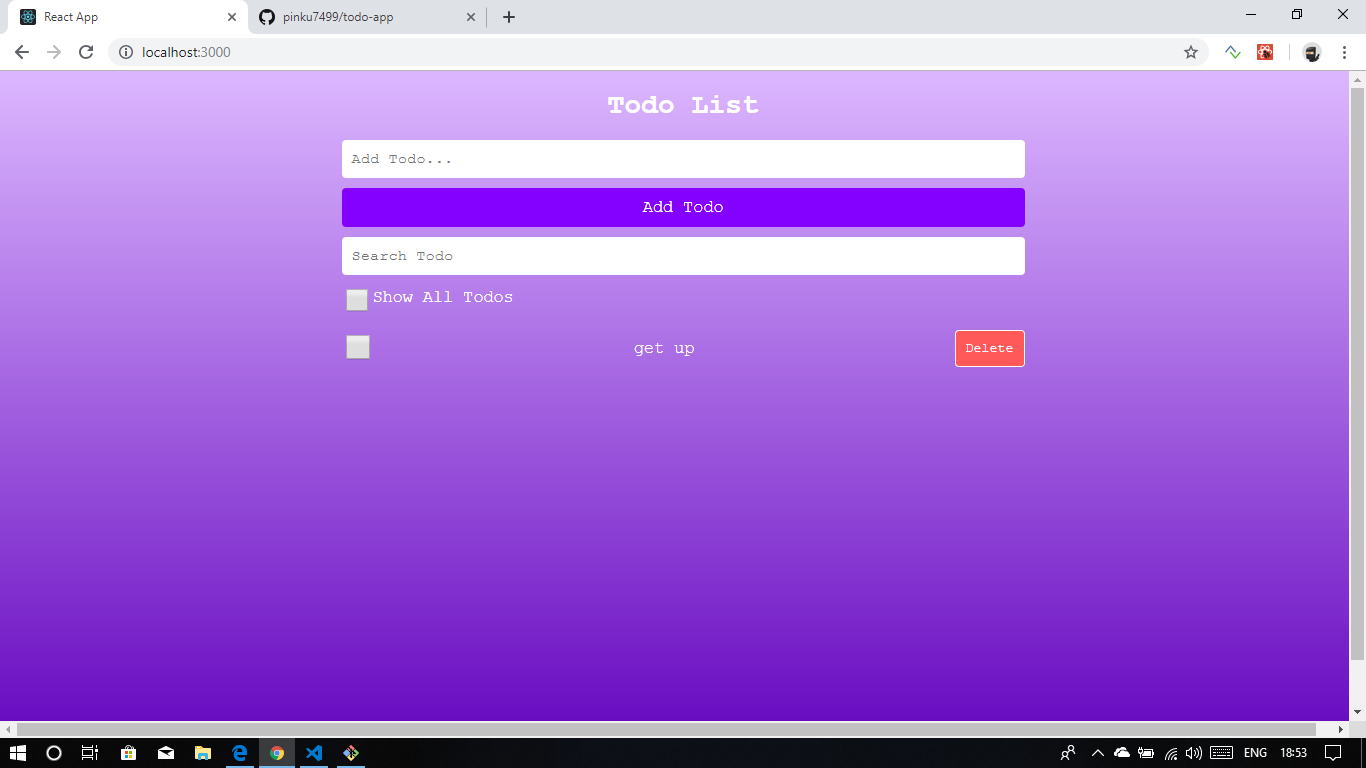 React App
pinku7499/todo-app
localhost:3000
Todo List
Add Todo...
Add Todo
Search Todo
Show All Todos
get up
Delete
ENG
18:53